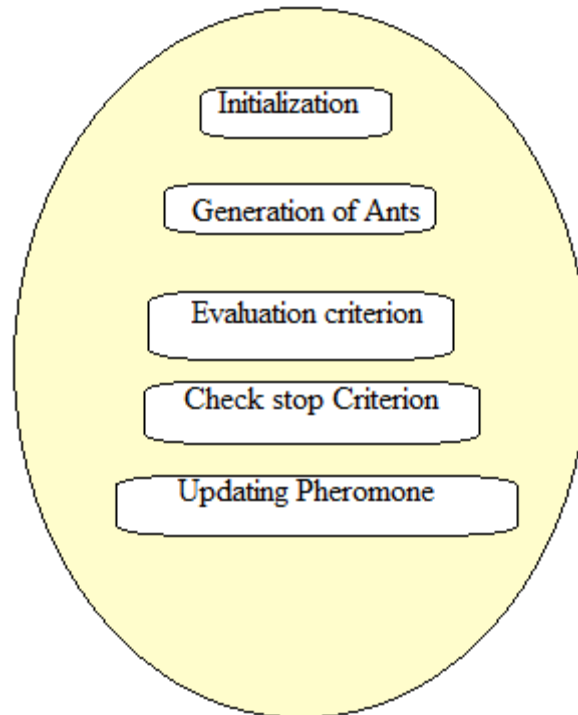 Initialization
Generation of Ants
Evaluation criterion
Check stop Criterion
Updating Pheromone